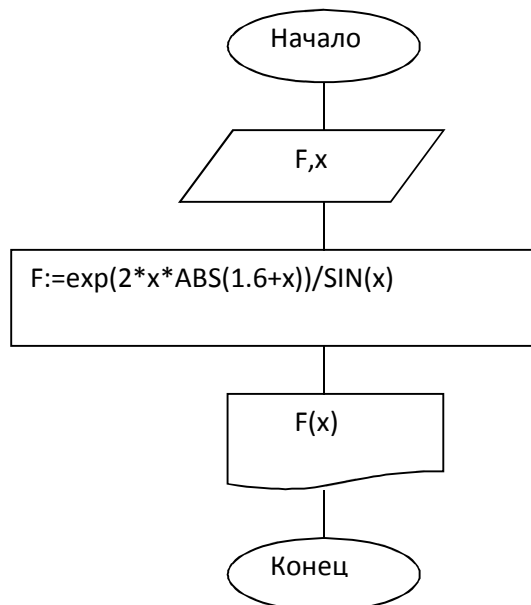 Начало
F,x
F:=exp(2*x*ABS(1.6+x))/SIN(x)
F(x)
Конец